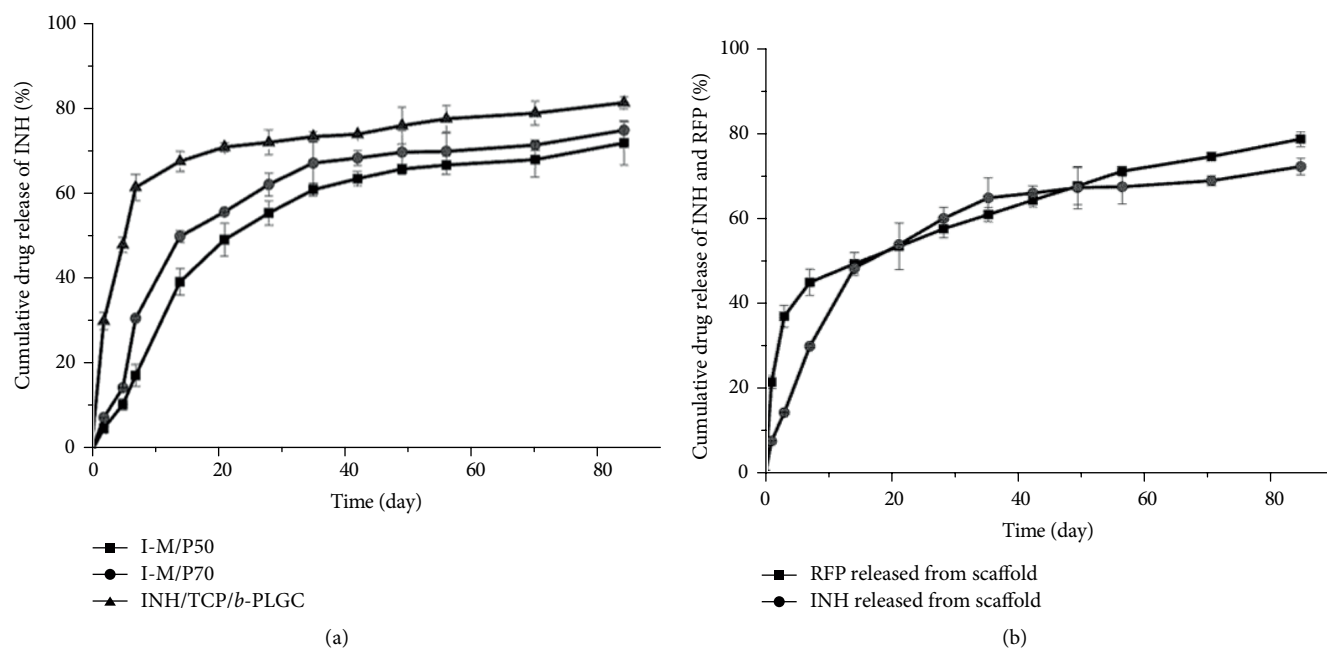 Cumulative drug release of INH (%)
100
80
60
40
20
0
0 20 40 60 80
Time (day)
I-M/P50
I-M/P70
INH/TCP/b-PLGC
(a)
Cumulative drug release of INH and RFP (%)
100
80
60
40
20
0
0 20 40 60 80
Time (day)
RFP released from scaffold
INH released from scaffold
(b)